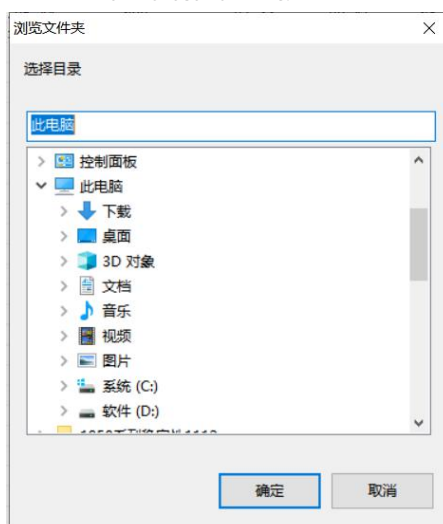 浏览文件夹
选择目录
此电脑
控制面板
此电脑
下载
桌面
3D 对象
文档
音乐
视频
图片
系统 (C:)
软件 (D:)
确定
取消